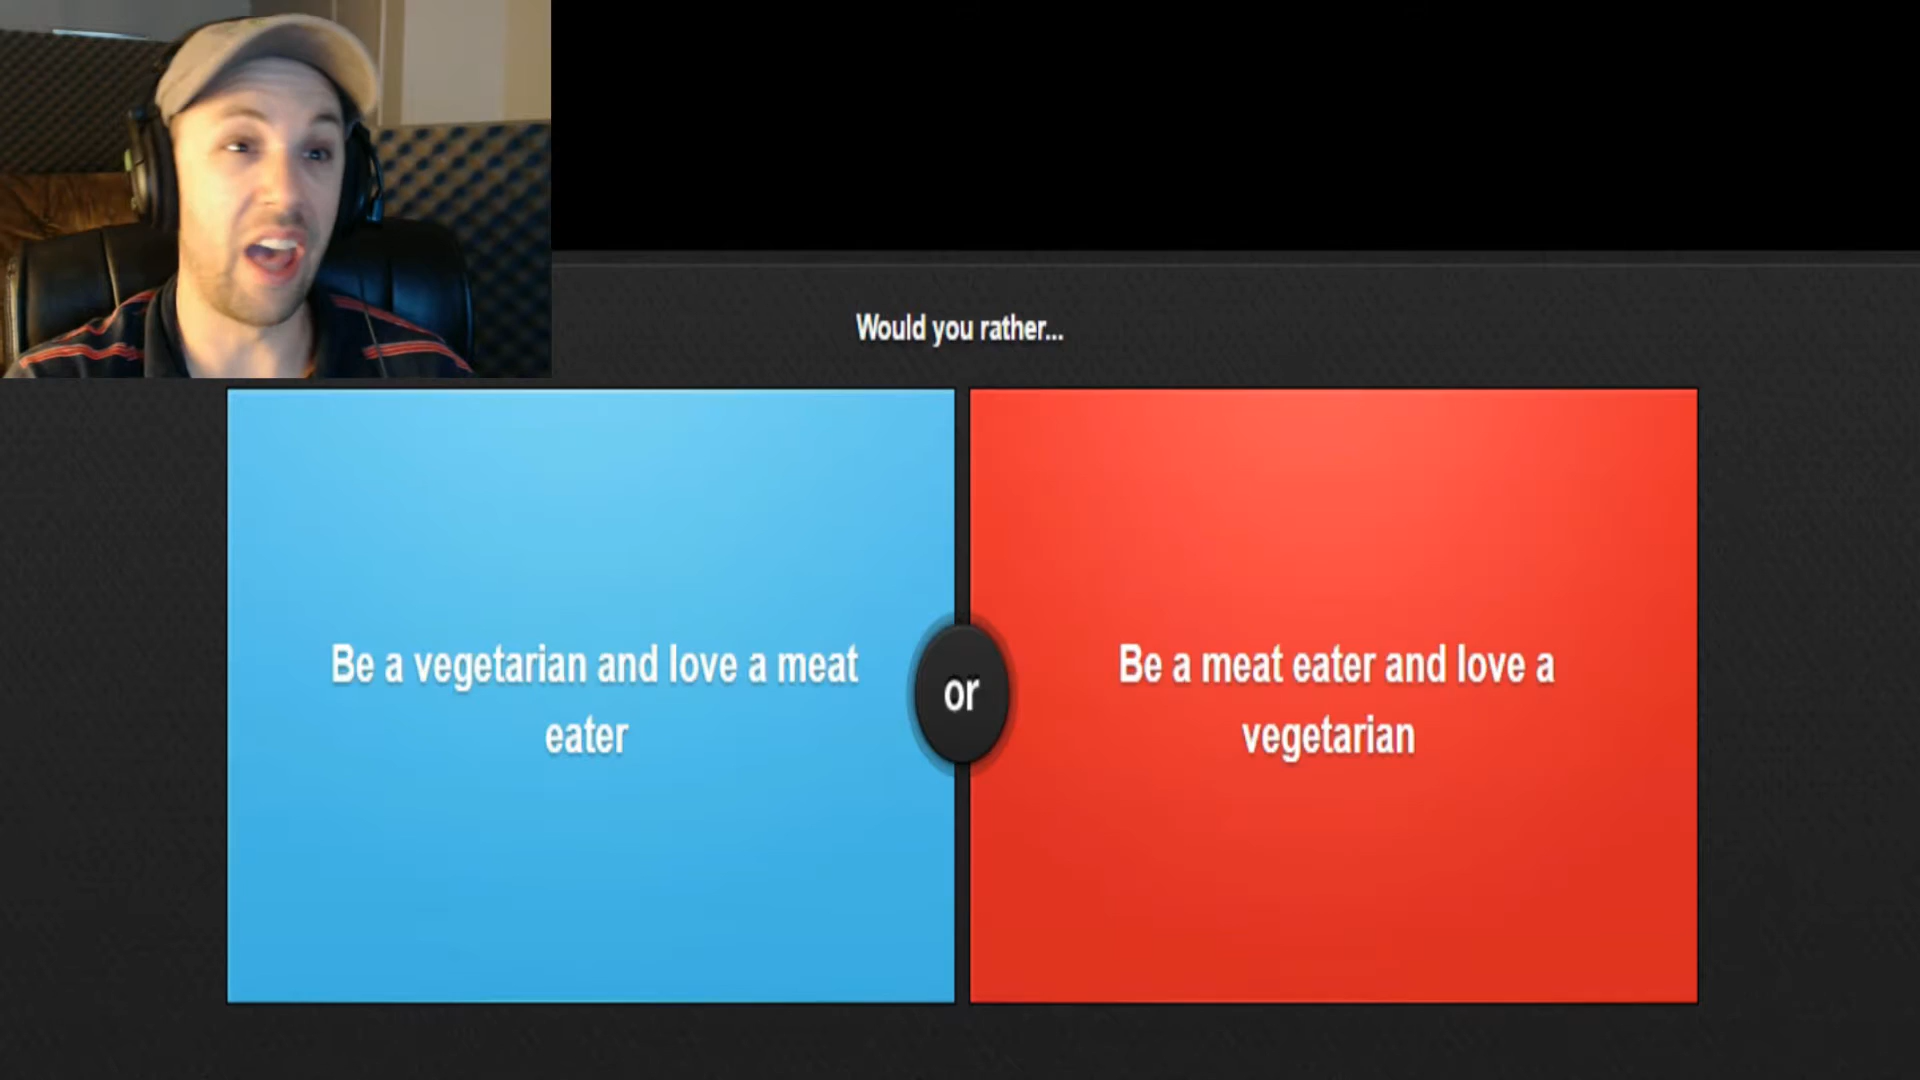 Would you rather...
Be a vegetarian and love a meat
eater
or
Be a meat eater and love a
vegetarian